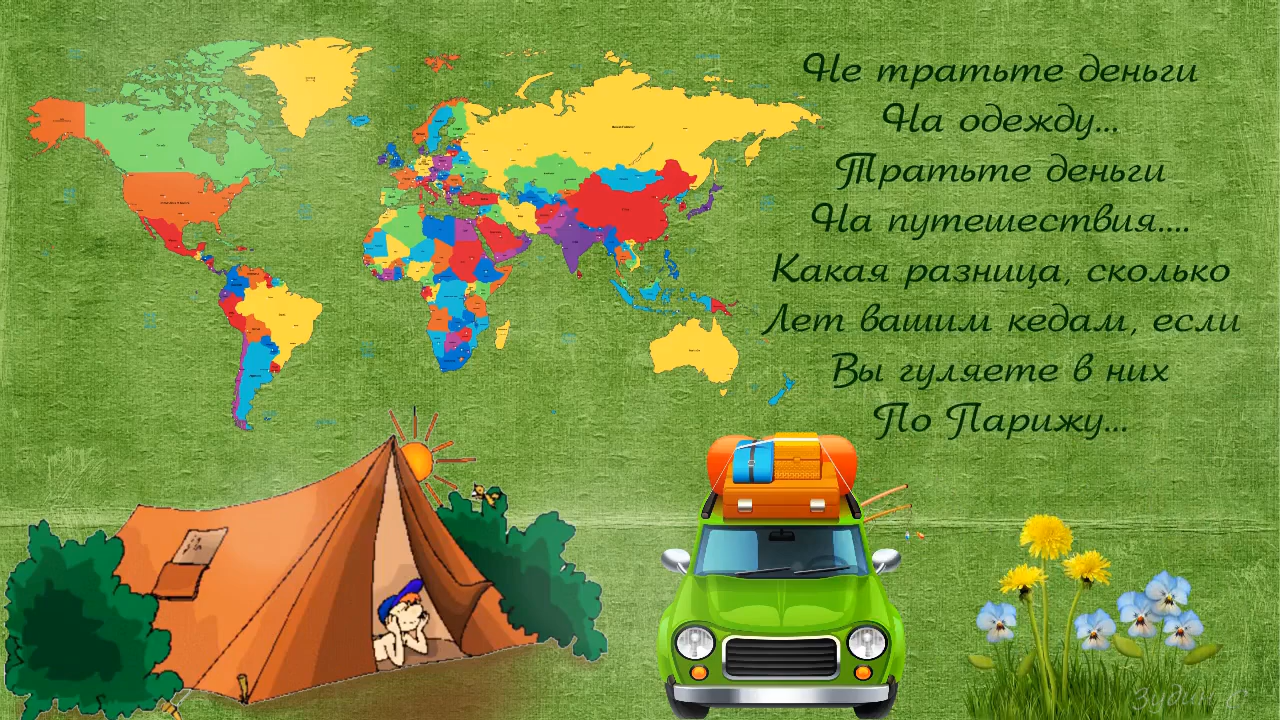 Не тратьте деньги
На одежду...
Тратьте деньги
На путешествия....
Какая разница, сколько
Лет вашим кедам, если
Вы гуляете в них
По Парижу...